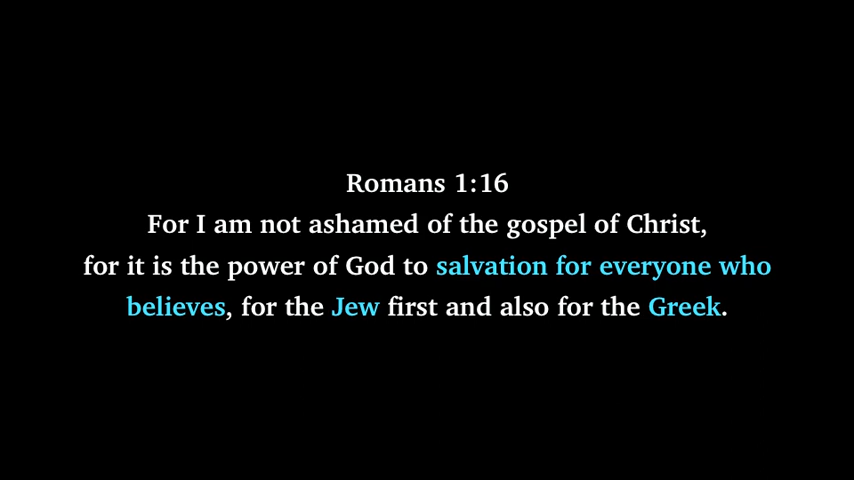 Romans 1:16
For I am not ashamed of the gospel of Christ,
for it is the power of God to salvation for everyone who
believes, for the Jew first and also for the Greek.